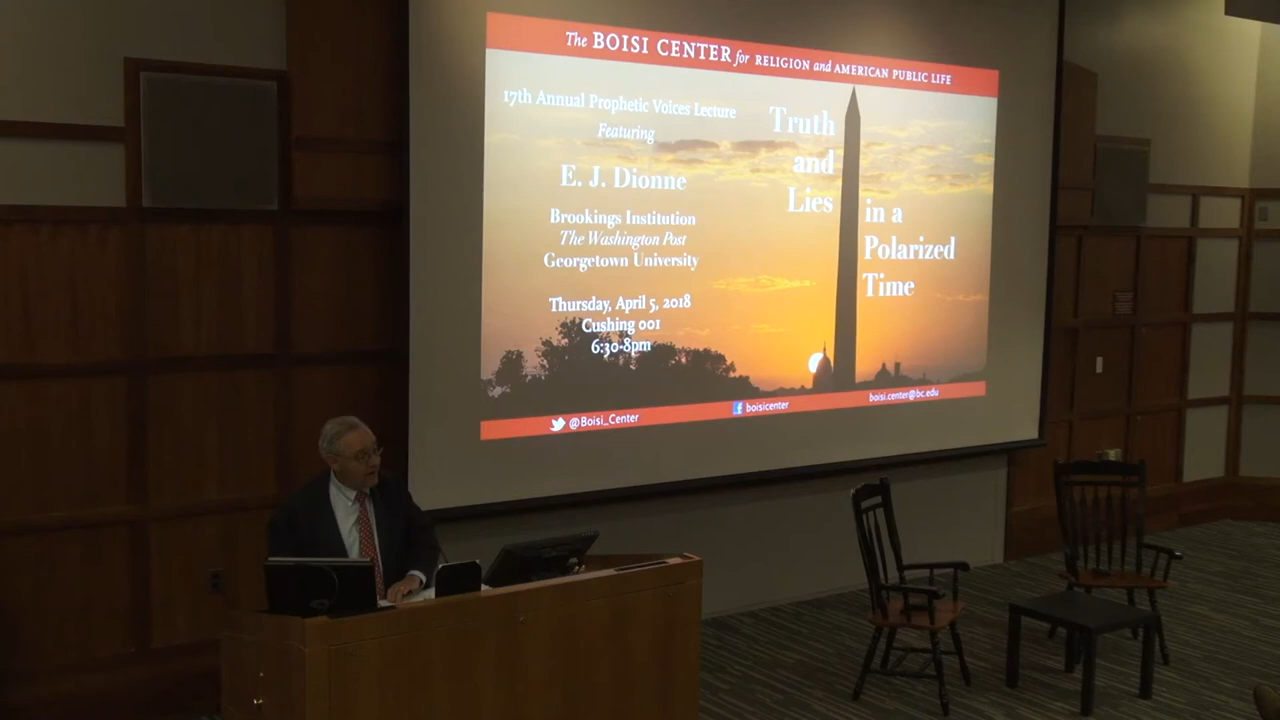 The BOISI CENTER for RELIGION and AMERICAN PUBLIC LIFE
17th Annual Prophetic Voices Lecture
Featuring
E. J. Dionne
Brookings Institution
The Washington Post
Georgetown University
Thursday, April 5, 2018
Cushing 001
6:30-8pm
Truth
and
Lies
in a
Polarized
Time
@Boisi_Center
boisicenter
boisi.center@bc.edu